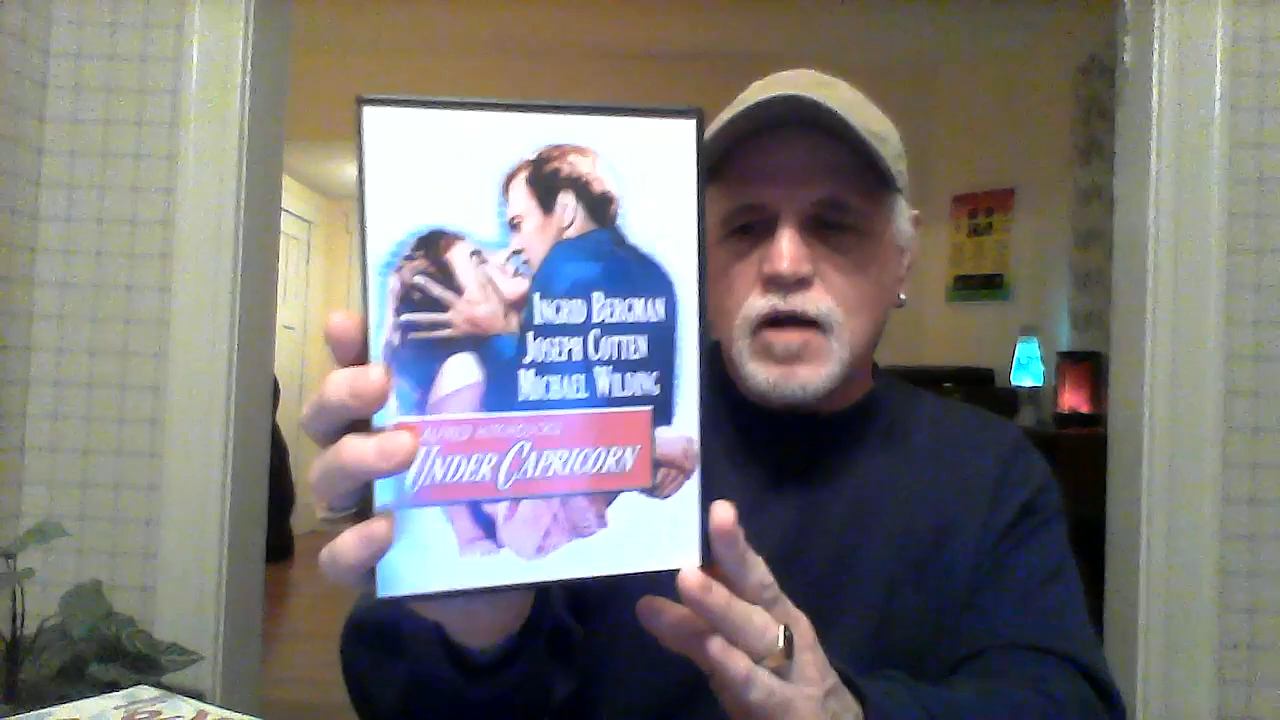 INGRID BERGMAN
JOSEPH COTTEN
MICHAEL WILDING
ALFRED HITCHCOCK'S
UNDER CAPRICORN